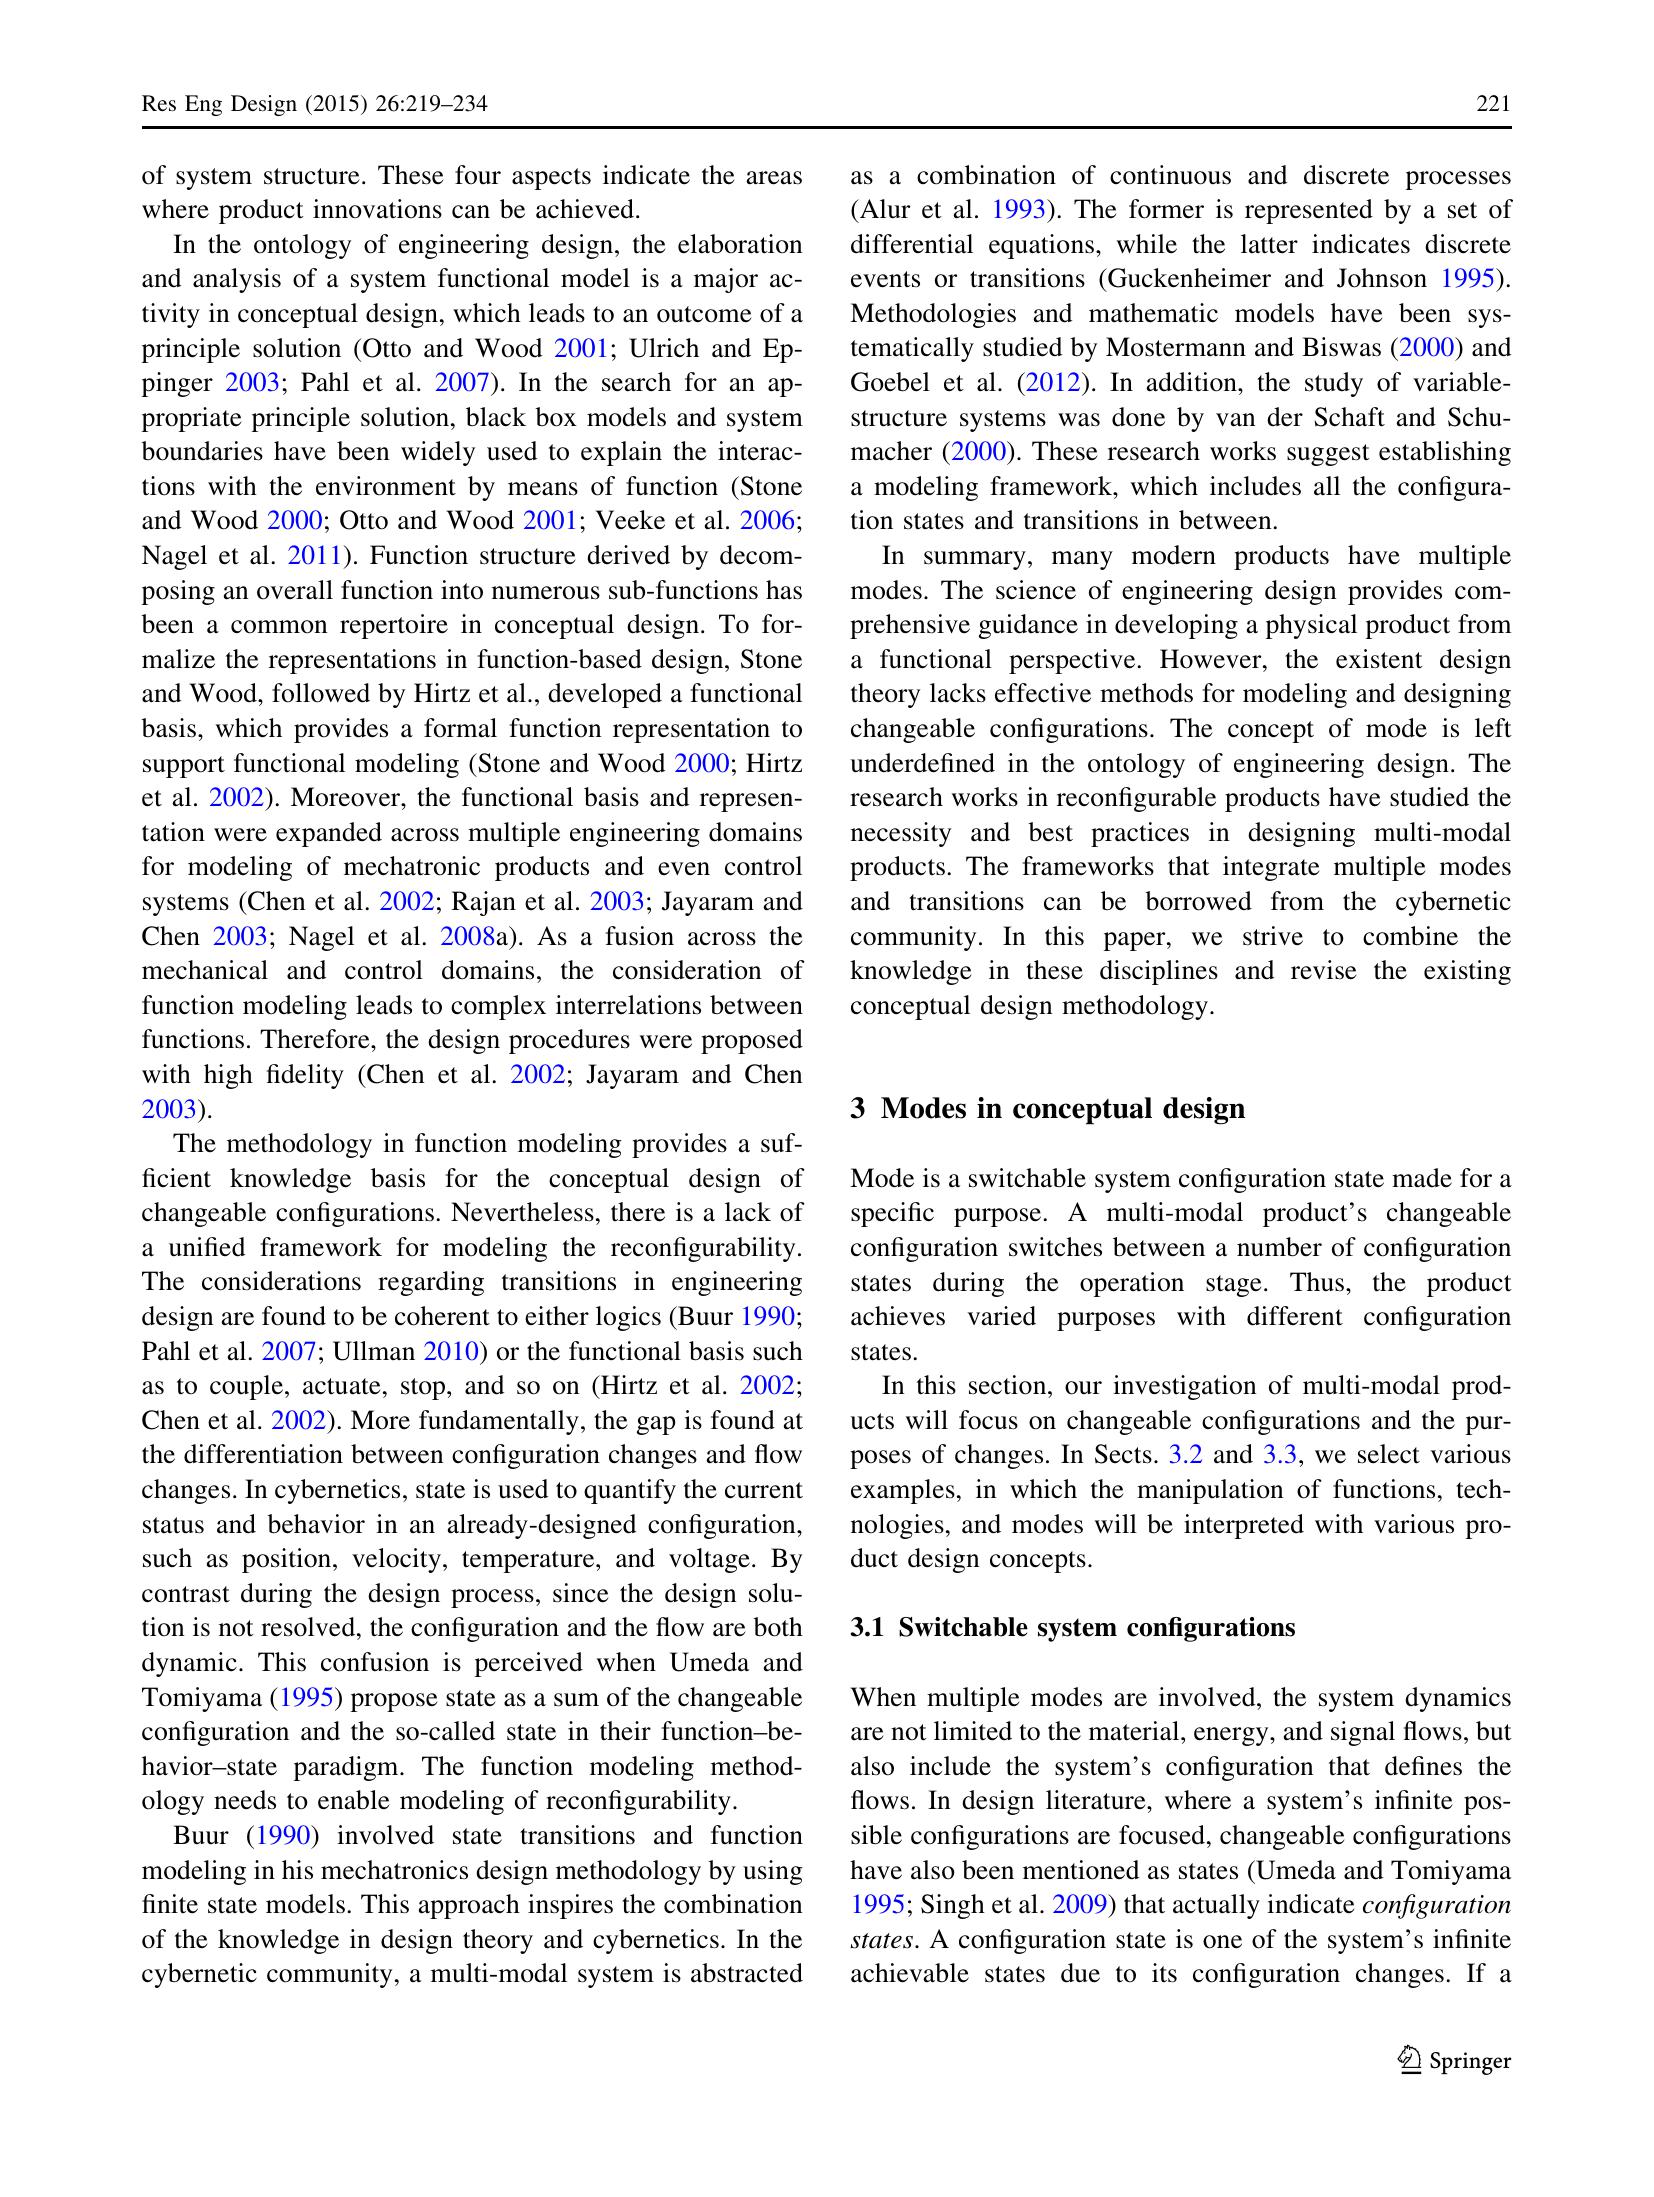 Res Eng Design (2015) 26:219–234
221
of system structure. These four aspects indicate the areas
where product innovations can be achieved.
In the ontology of engineering design, the elaboration
and analysis of a system functional model is a major ac-
tivity in conceptual design, which leads to an outcome of a
principle solution (Otto and Wood 2001; Ulrich and Ep-
pinger 2003; Pahl et al. 2007). In the search for an ap-
propriate principle solution, black box models and system
boundaries have been widely used to explain the interac-
tions with the environment by means of function (Stone
and Wood 2000; Otto and Wood 2001; Veeke et al. 2006;
Nagel et al. 2011). Function structure derived by decom-
posing an overall function into numerous sub-functions has
been a common repertoire in conceptual design. To for-
malize the representations in function-based design, Stone
and Wood, followed by Hirtz et al., developed a functional
basis, which provides a formal function representation to
support functional modeling (Stone and Wood 2000; Hirtz
et al. 2002). Moreover, the functional basis and represen-
tation were expanded across multiple engineering domains
for modeling of mechatronic products and even control
systems (Chen et al. 2002; Rajan et al. 2003; Jayaram and
Chen 2003; Nagel et al. 2008a). As a fusion across the
mechanical and control domains, the consideration of
function modeling leads to complex interrelations between
functions. Therefore, the design procedures were proposed
with high fidelity (Chen et al. 2002; Jayaram and Chen
2003).
The methodology in function modeling provides a suf-
ficient knowledge basis for the conceptual design of
changeable configurations. Nevertheless, there is a lack of
a unified framework for modeling the reconfigurability.
The considerations regarding transitions in engineering
design are found to be coherent to either logics (Buur 1990;
Pahl et al. 2007; Ullman 2010) or the functional basis such
as to couple, actuate, stop, and so on (Hirtz et al. 2002;
Chen et al. 2002). More fundamentally, the gap is found at
the differentiation between configuration changes and flow
changes. In cybernetics, state is used to quantify the current
status and behavior in an already-designed configuration,
such as position, velocity, temperature, and voltage. By
contrast during the design process, since the design solu-
tion is not resolved, the configuration and the flow are both
dynamic. This confusion is perceived when Umeda and
Tomiyama (1995) propose state as a sum of the changeable
configuration and the so-called state in their function–be-
havior–state paradigm. The function modeling method-
ology needs to enable modeling of reconfigurability.
Buur (1990) involved state transitions and function
modeling in his mechatronics design methodology by using
finite state models. This approach inspires the combination
of the knowledge in design theory and cybernetics. In the
cybernetic community, a multi-modal system is abstracted
as a combination of continuous and discrete processes
(Alur et al. 1993). The former is represented by a set of
differential equations, while the latter indicates discrete
events or transitions (Guckenheimer and Johnson 1995).
Methodologies and mathematic models have been sys-
tematically studied by Mostermann and Biswas (2000) and
Goebel et al. (2012). In addition, the study of variable-
structure systems was done by van der Schaft and Schu-
macher (2000). These research works suggest establishing
a modeling framework, which includes all the configura-
tion states and transitions in between.
In summary, many modern products have multiple
modes. The science of engineering design provides com-
prehensive guidance in developing a physical product from
a functional perspective. However, the existent design
theory lacks effective methods for modeling and designing
changeable configurations. The concept of mode is left
underdefined in the ontology of engineering design. The
research works in reconfigurable products have studied the
necessity and best practices in designing multi-modal
products. The frameworks that integrate multiple modes
and transitions can be borrowed from the cybernetic
community. In this paper, we strive to combine the
knowledge in these disciplines and revise the existing
conceptual design methodology.
3 Modes in conceptual design
Mode is a switchable system configuration state made for a
specific purpose. A multi-modal product's changeable
configuration switches between a number of configuration
states during the operation stage. Thus, the product
achieves varied purposes with different configuration
states.
In this section, our investigation of multi-modal prod-
ucts will focus on changeable configurations and the pur-
poses of changes. In Sects. 3.2 and 3.3, we select various
examples, in which the manipulation of functions, tech-
nologies, and modes will be interpreted with various pro-
duct design concepts.
3.1 Switchable system configurations
When multiple modes are involved, the system dynamics
are not limited to the material, energy, and signal flows, but
also include the system's configuration that defines the
flows. In design literature, where a system's infinite pos-
sible configurations are focused, changeable configurations
have also been mentioned as states (Umeda and Tomiyama
1995; Singh et al. 2009) that actually indicate configuration
states. A configuration state is one of the system's infinite
achievable states due to its configuration changes. If a
Springer